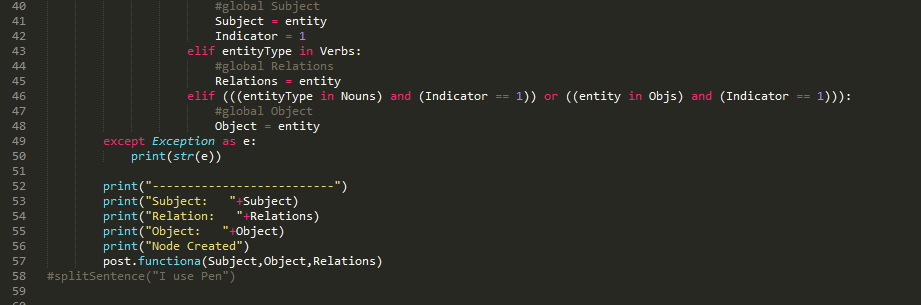 40 #global Subject
41 Subject = entity
42 Indicator = 1
43 elif entityType in Verbs:
44 #global Relations
45 Relations = entity
46 elif (((entityType in Nouns) and (Indicator == 1)) or ((entity in Objs) and (Indicator == 1))):
47 #global Object
48 Object = entity
49 except Exception as e:
50 print(str(e))
51
52 print("--------------------------")
53 print("Subject:   "+Subject)
54 print("Relation:   "+Relations)
55 print("Object:   "+Object)
56 print("Node Created")
57 post.functiona(Subject,Object,Relations)
58 #splitSentence("I use Pen")
59
60